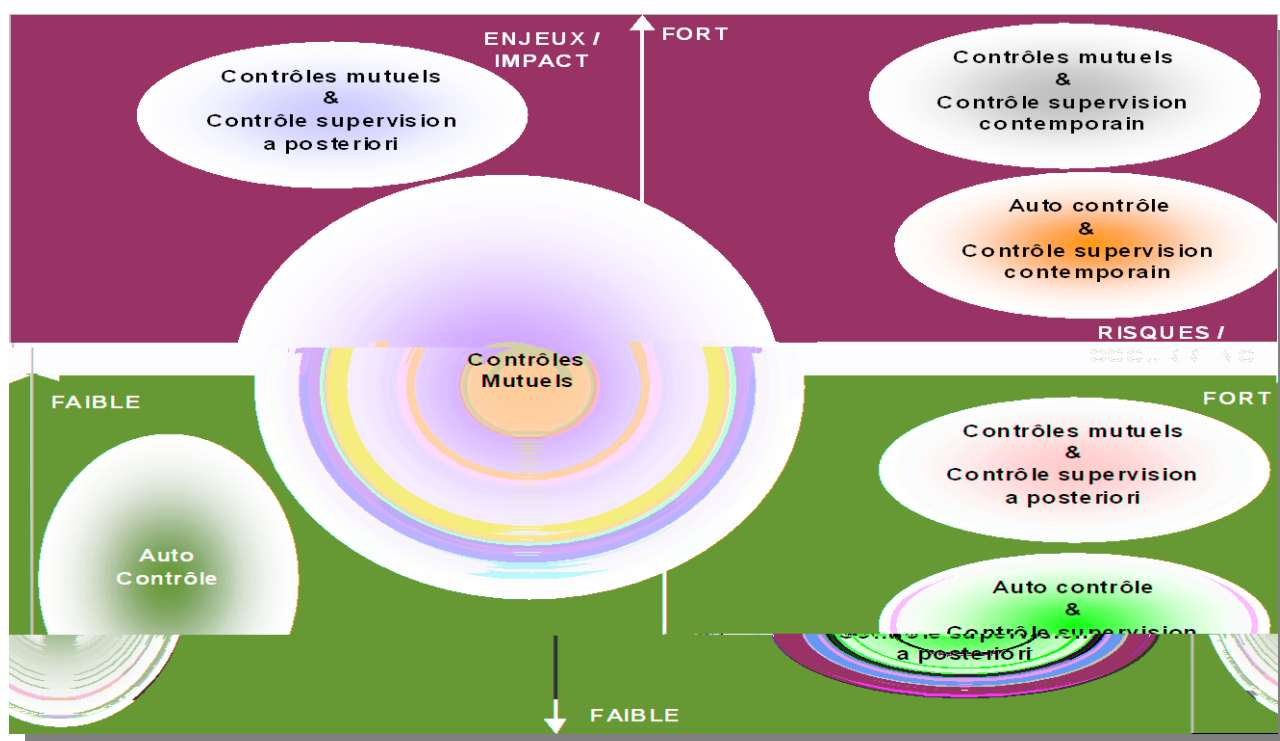 ENJEUX /
IMPACT
FORT
Contrôles mutuels
&
Contrôle supervision
a posteriori
Contrôles mutuels
&
Contrôle supervision
contemporain
Auto contrôle
&
Contrôle supervision
contemporain
RISQUES /
Contrôles
Mutuels
FAIBLE
FORT
Contrôles mutuels
&
Contrôle supervision
a posteriori
Auto
Contrôle
Auto contrôle
&
Contrôle supervision
a posteriori
FAIBLE